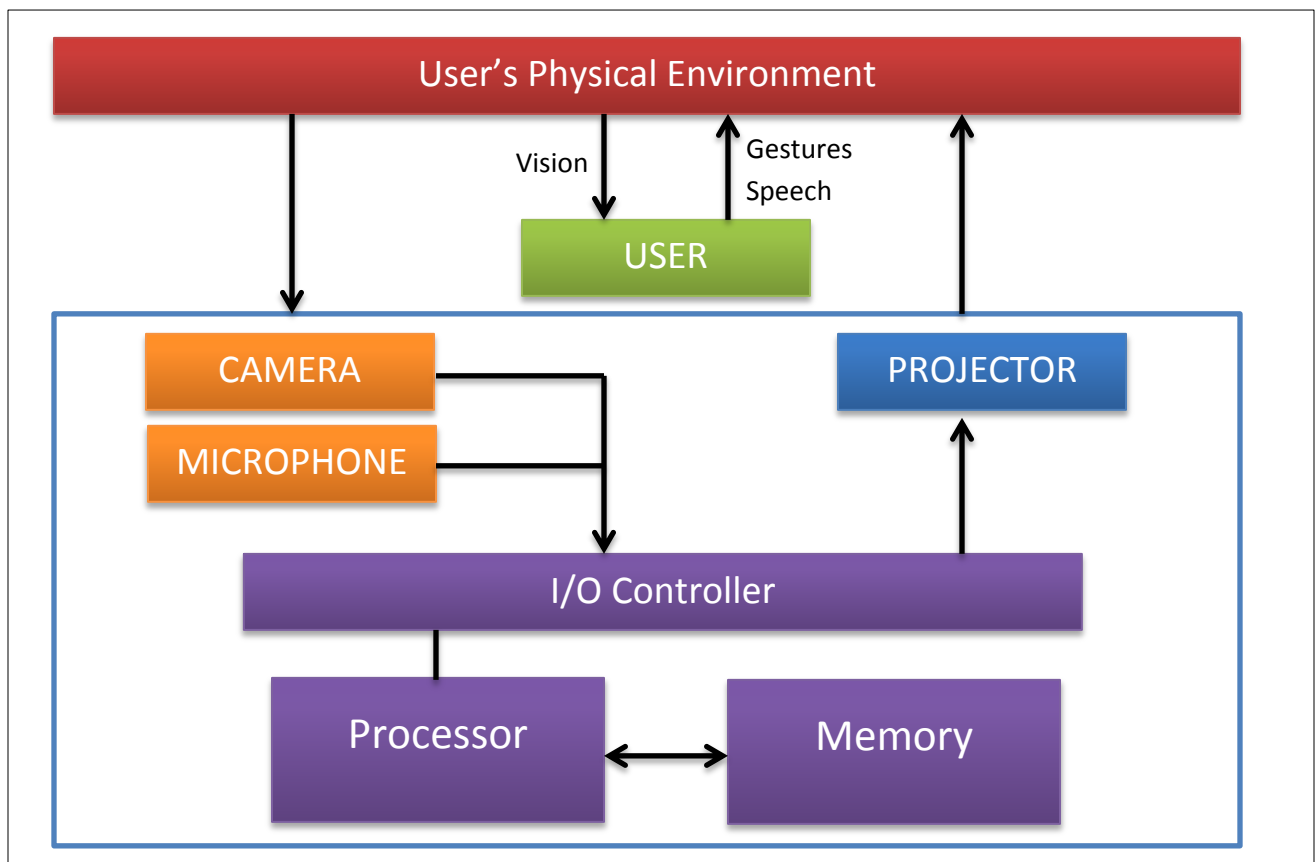 User’s Physical Environment
Vision
Gestures
Speech
USER
CAMERA
PROJECTOR
MICROPHONE
I/O Controller
Processor
Memory